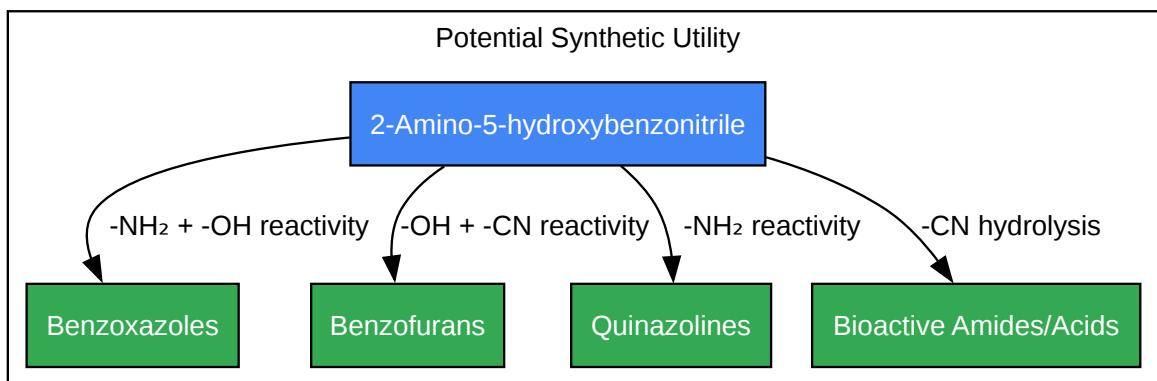 Potential Synthetic Utility
2-Amino-5-hydroxybenzonitrile
-NH₂ + -OH reactivity
-OH + -CN reactivity
-NH₂ reactivity
-CN hydrolysis
Benzoxazoles
Benzofurans
Quinazolines
Bioactive Amides/Acids